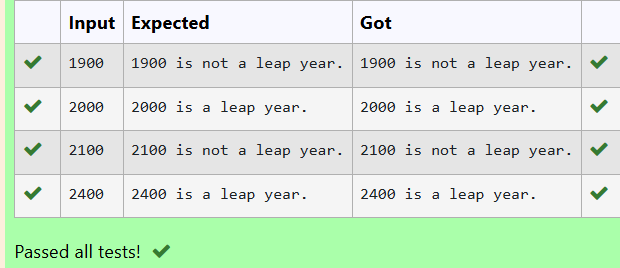 Input Expected Got
1900 1900 is not a leap year. 1900 is not a leap year.
2000 2000 is a leap year. 2000 is a leap year.
2100 2100 is not a leap year. 2100 is not a leap year.
2400 2400 is a leap year. 2400 is a leap year.
Passed all tests!